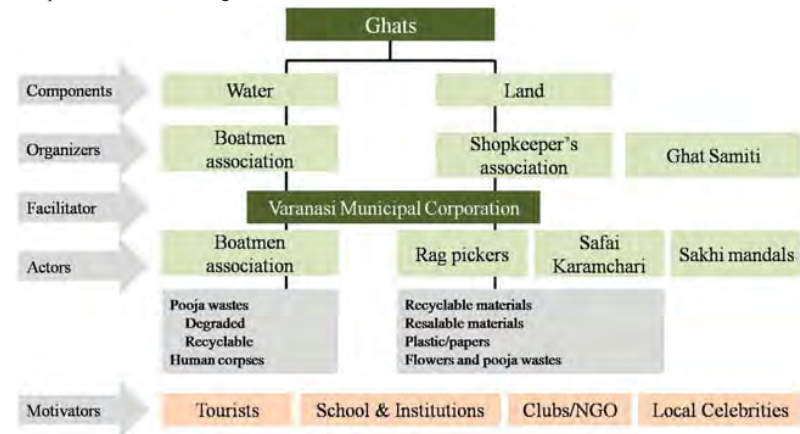 Ghats
Components
Water
Land
Organizers
Boatmen
association
Shopkeeper's
association
Ghat Samiti
Facilitator
Varanasi Municipal Corporation
Actors
Boatmen
association
Rag pickers
Safai
Karamchari
Sakhi mandals
Pooja wastes
Degraded
Recyclable
Human corpses
Recyclable materials
Resalable materials
Plastic/papers
Flowers and pooja wastes
Motivators
Tourists
School & Institutions
Clubs/NGO
Local Celebrities